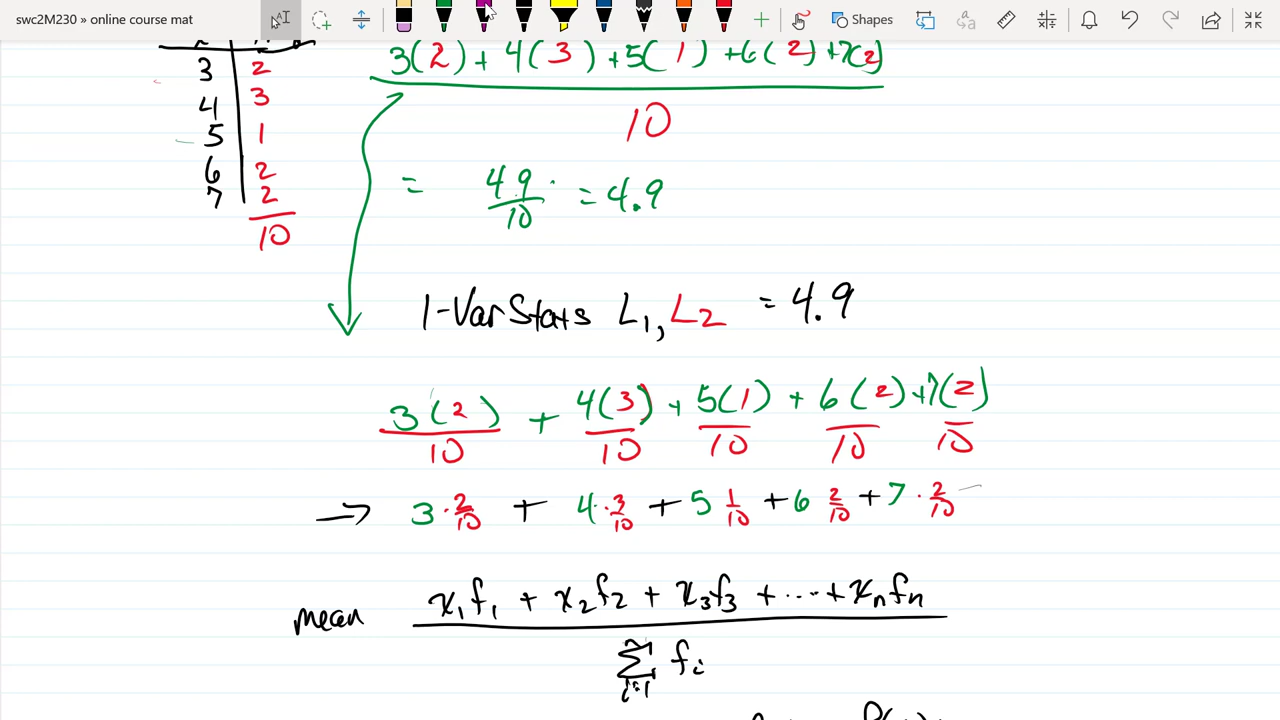 swc2M230 » online course mat
Shapes
3(2) + 4(3) + 5(1) + 6(2) + 7(2)
10
3 2
4 3
5 1
6 2
7 2
10
= 49/10 = 4.9
1-Var Stats L1, L2 = 4.9
3(2)/10 + 4(3)/10 + 5(1)/10 + 6(2)/10 + 7(2)/10
→ 3 · 2/10 + 4 · 3/10 + 5 1/10 + 6 2/10 + 7 · 2/10
mean x₁f₁ + x₂f₂ + x₃f₃ + ... + xₙfₙ
n
Σ fi
i=1